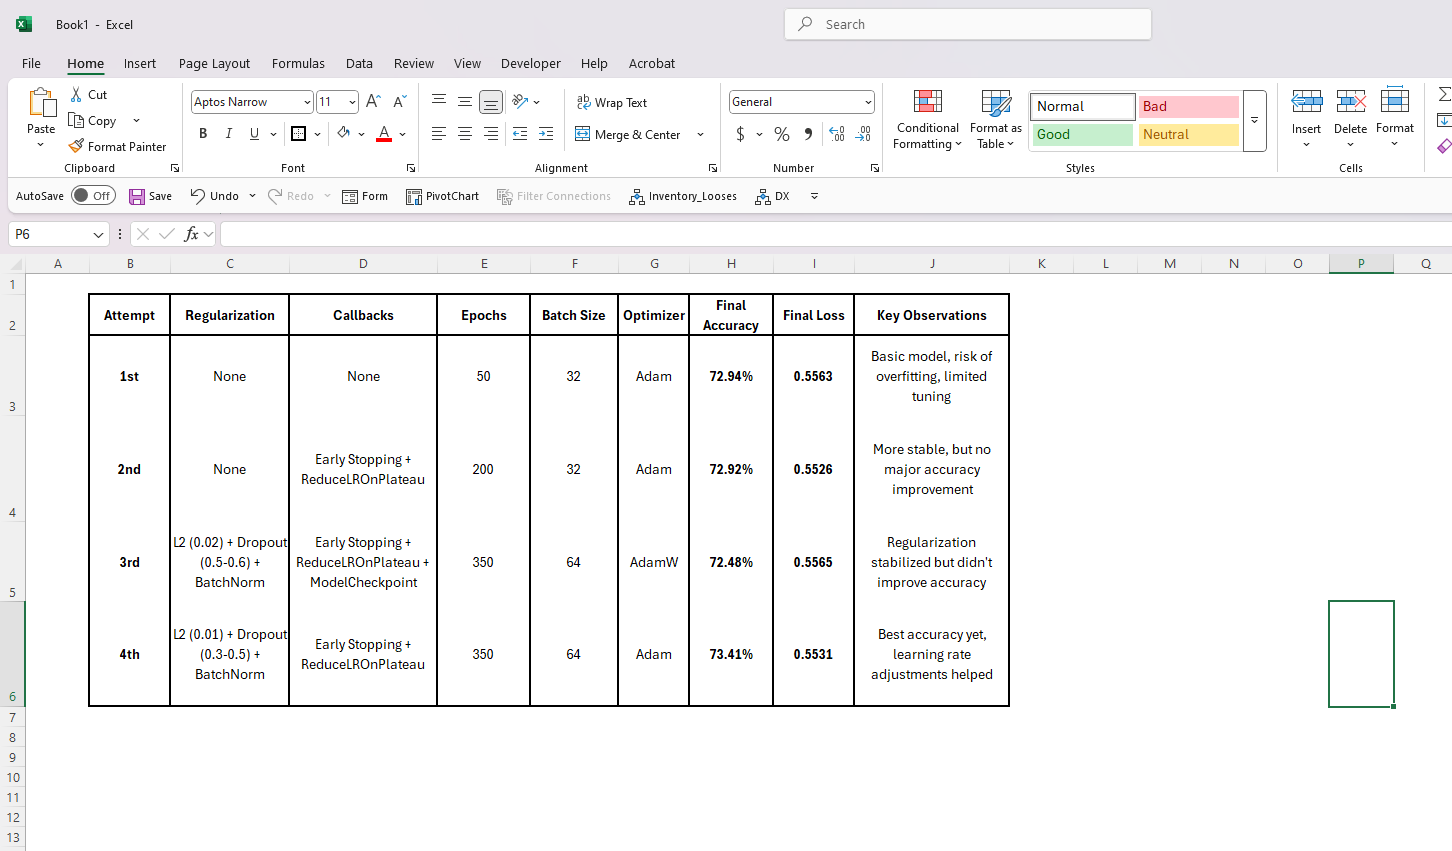 Book1 - Excel
Search
File Home Insert Page Layout Formulas Data Review View Developer Help Acrobat
Paste
Cut
Copy
Format Painter
Clipboard
Aptos Narrow 11
B I U
Font
Wrap Text
Merge & Center
Alignment
General
$ % 9
Number
Conditional Formatting
Format as Table
Normal Bad
Good Neutral
Styles
Insert Delete Format
Cells
AutoSave Off Save Undo Redo Form PivotChart Filter Connections Inventory_Looses DX
P6 fx
A B C D E F G H I J K L M N O P Q
1
2
Attempt Regularization Callbacks Epochs Batch Size Optimizer Final Accuracy Final Loss Key Observations
3
1st None None 50 32 Adam 72.94% 0.5563 Basic model, risk of overfitting, limited tuning
4
2nd None Early Stopping + ReduceLROnPlateau 200 32 Adam 72.92% 0.5526 More stable, but no major accuracy improvement
5
3rd L2 (0.02) + Dropout (0.5-0.6) + BatchNorm Early Stopping + ReduceLROnPlateau + ModelCheckpoint 350 64 AdamW 72.48% 0.5565 Regularization stabilized but didn't improve accuracy
6
4th L2 (0.01) + Dropout (0.3-0.5) + BatchNorm Early Stopping + ReduceLROnPlateau 350 64 Adam 73.41% 0.5531 Best accuracy yet, learning rate adjustments helped
7
8
9
10
11
12
13